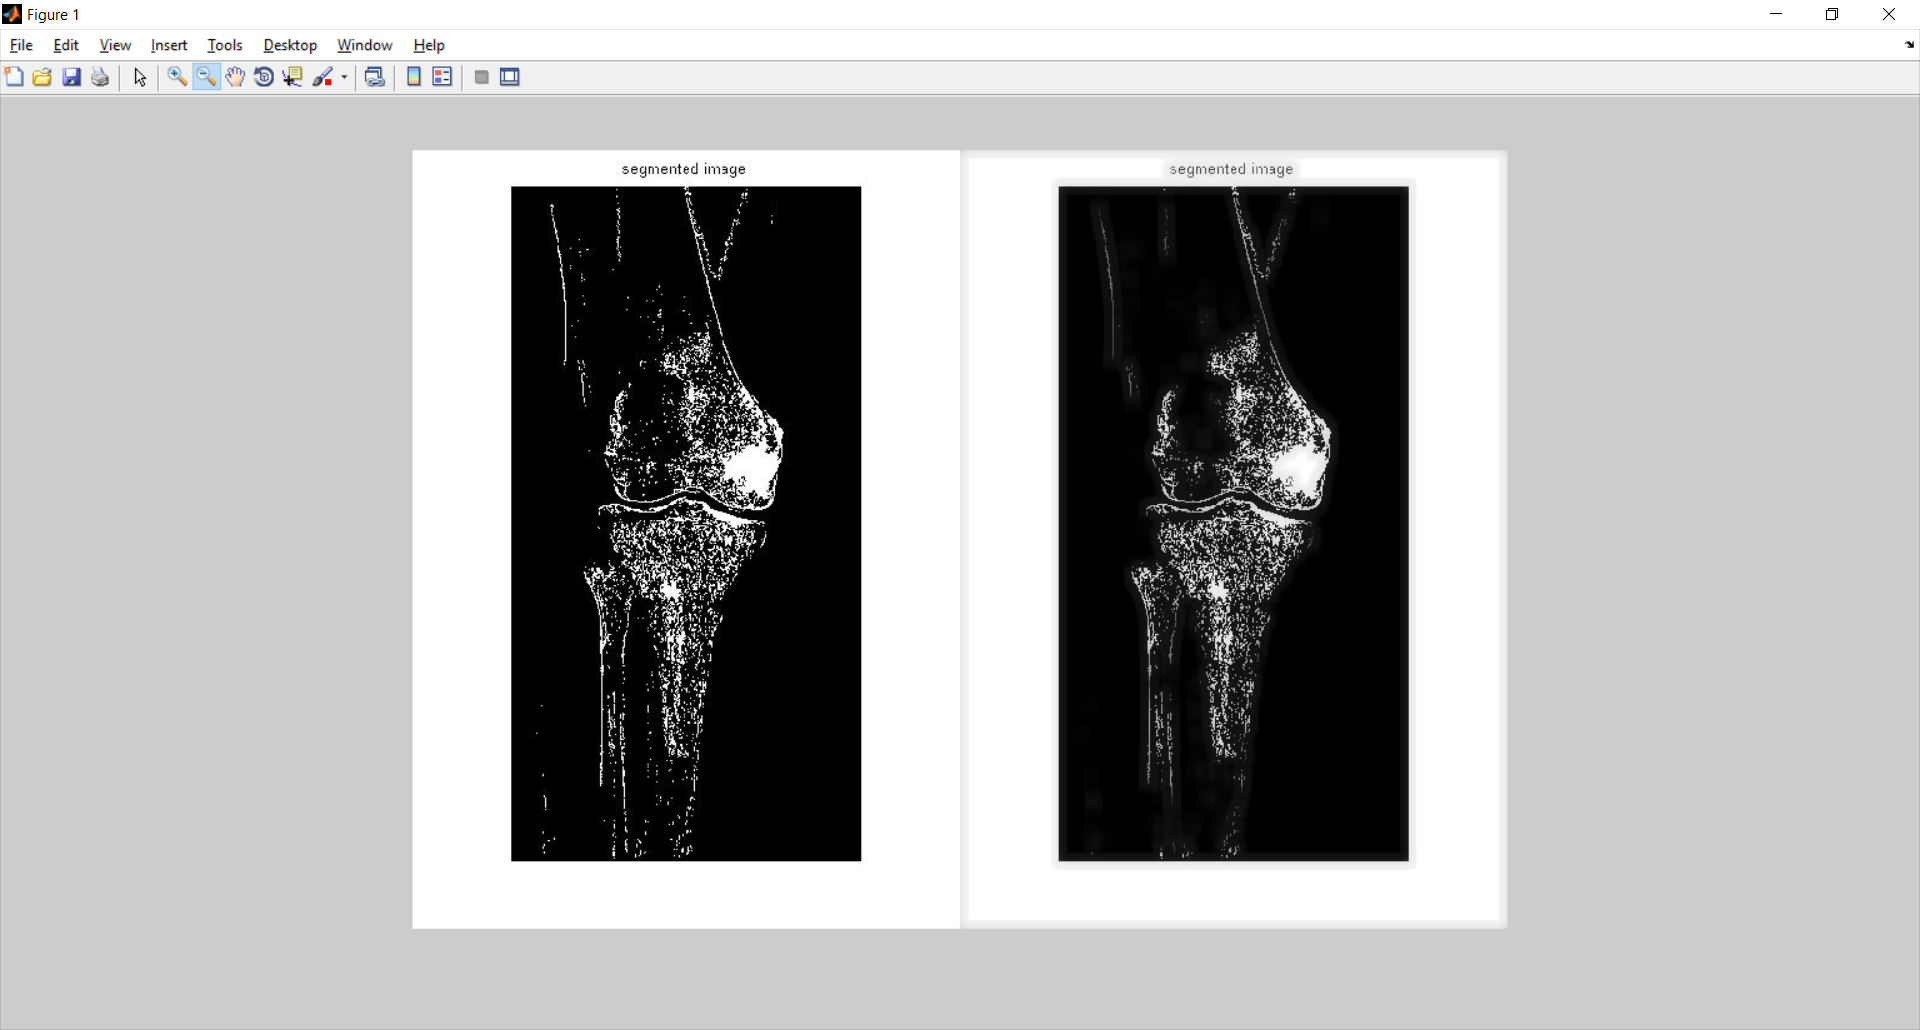 Figure 1
File Edit View Insert Tools Desktop Window Help
segmented image
segmented image